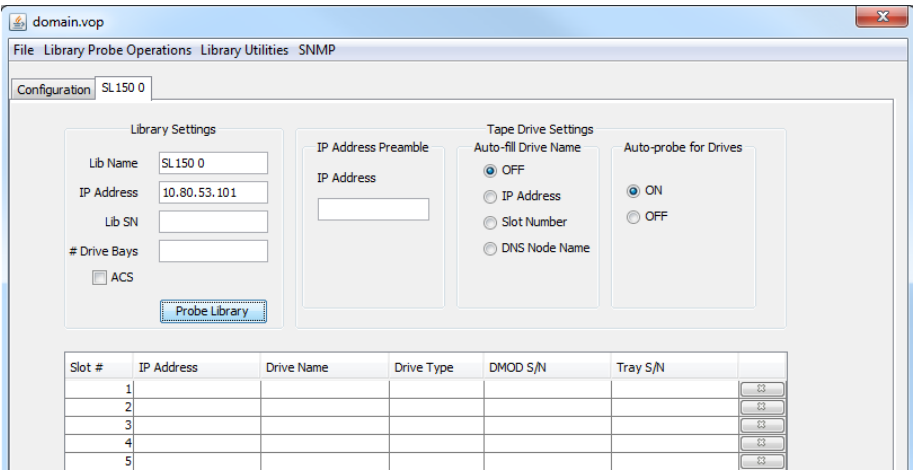 domain.vop
File Library Probe Operations Library Utilities SNMP
Configuration SL150 0
Library Settings
Lib Name SL150 0
IP Address 10.80.53.101
Lib SN
# Drive Bays
ACS
Probe Library
Tape Drive Settings
IP Address Preamble
IP Address
Auto-fill Drive Name
OFF
IP Address
Slot Number
DNS Node Name
Auto-probe for Drives
ON
OFF
Slot # IP Address Drive Name Drive Type DMOD S/N Tray S/N
1
2
3
4
5